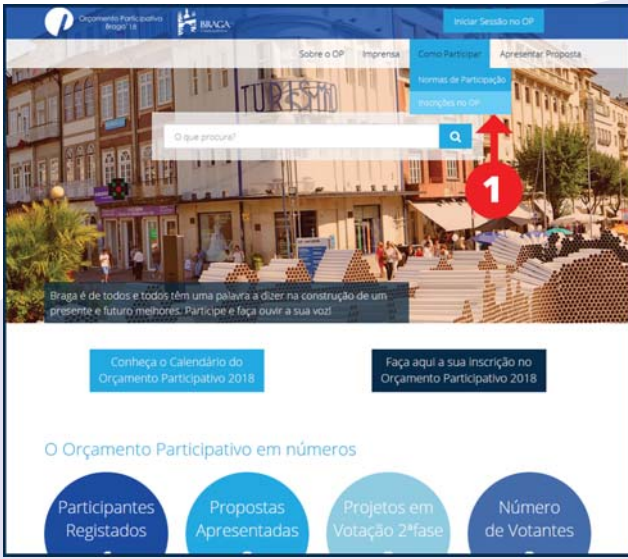 Orçamento Participativo
Braga '18
BRAGA
Iniciar Sessão no OP
Sobre o OP
Imprensa
Como Participar
Apresentar Proposta
Normas de Participação
Inscrições no OP
TURISMO
O que procura?
1
Braga é de todos e todos têm uma palavra a dizer na construção de um
presente e futuro melhores. Participe e faça ouvir a sua voz!
Conheça o Calendário do
Orçamento Participativo 2018
Faça aqui a sua inscrição no
Orçamento Participativo 2018
O Orçamento Participativo em números
Participantes
Registados
Propostas
Apresentadas
Projetos em
Votação 2ªfase
Número
de Votantes